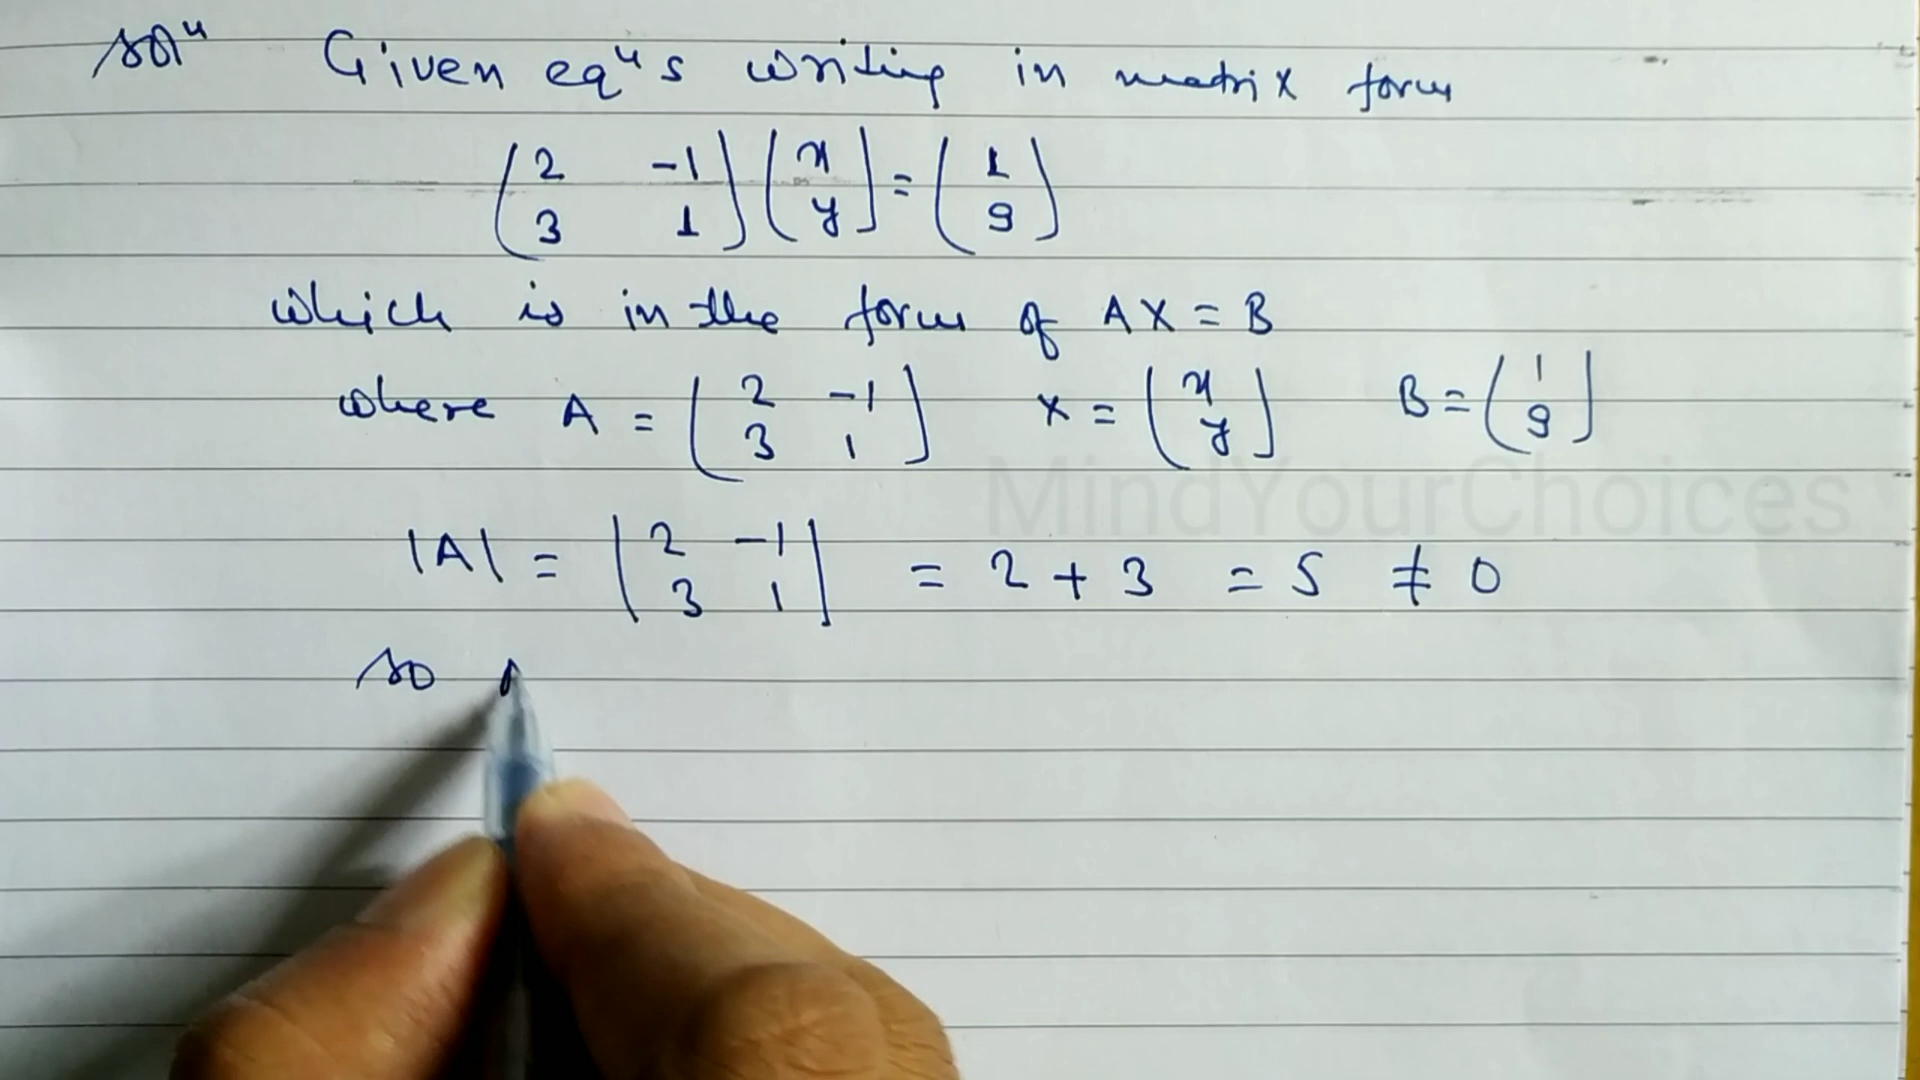 Solⁿ Given eqⁿs writing in matrix form
(2 -1) (x) = (1)
(3 1) (y) (9)
which is in the form of AX = B
where A = (2 -1) X = (x) B = (1)
(3 1) (y) (9)
MindYourChoices
|A| = |2 -1| = 2 + 3 = 5 ≠ 0
|3 1|
so